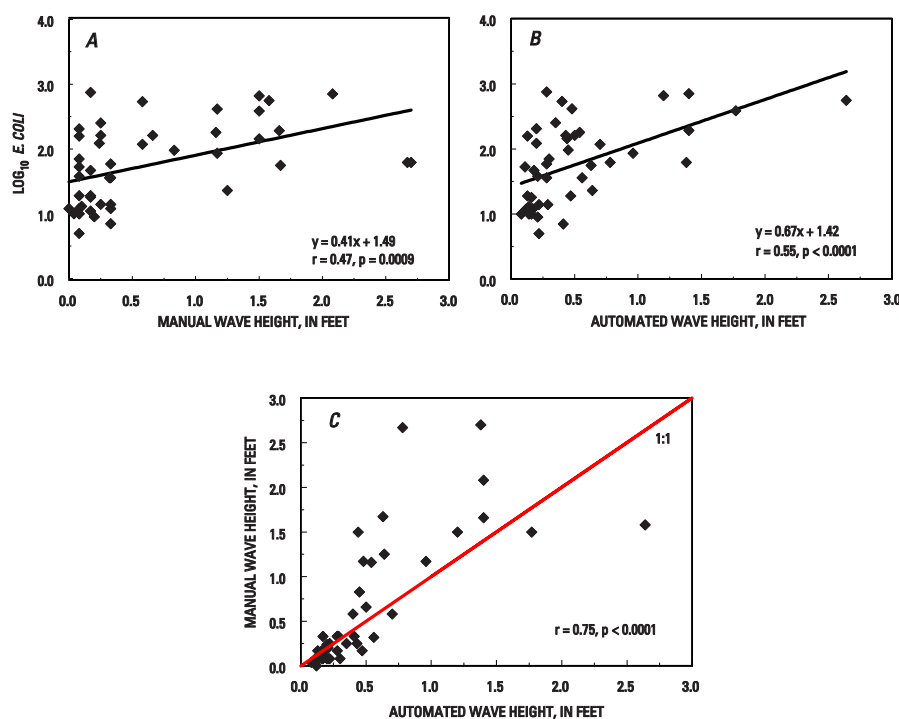 A
LOG10 E. COLI
4.0
3.0
2.0
1.0
0.0
y = 0.41x + 1.49
r = 0.47, p = 0.0009
0.0 0.5 1.0 1.5 2.0 2.5 3.0
MANUAL WAVE HEIGHT, IN FEET
B
4.0
3.0
2.0
1.0
0.0
y = 0.67x + 1.42
r = 0.55, p < 0.0001
0.0 0.5 1.0 1.5 2.0 2.5 3.0
AUTOMATED WAVE HEIGHT, IN FEET
C
MANUAL WAVE HEIGHT, IN FEET
3.0
2.5
2.0
1.5
1.0
0.5
0.0
1:1
r = 0.75, p < 0.0001
0.0 0.5 1.0 1.5 2.0 2.5 3.0
AUTOMATED WAVE HEIGHT, IN FEET